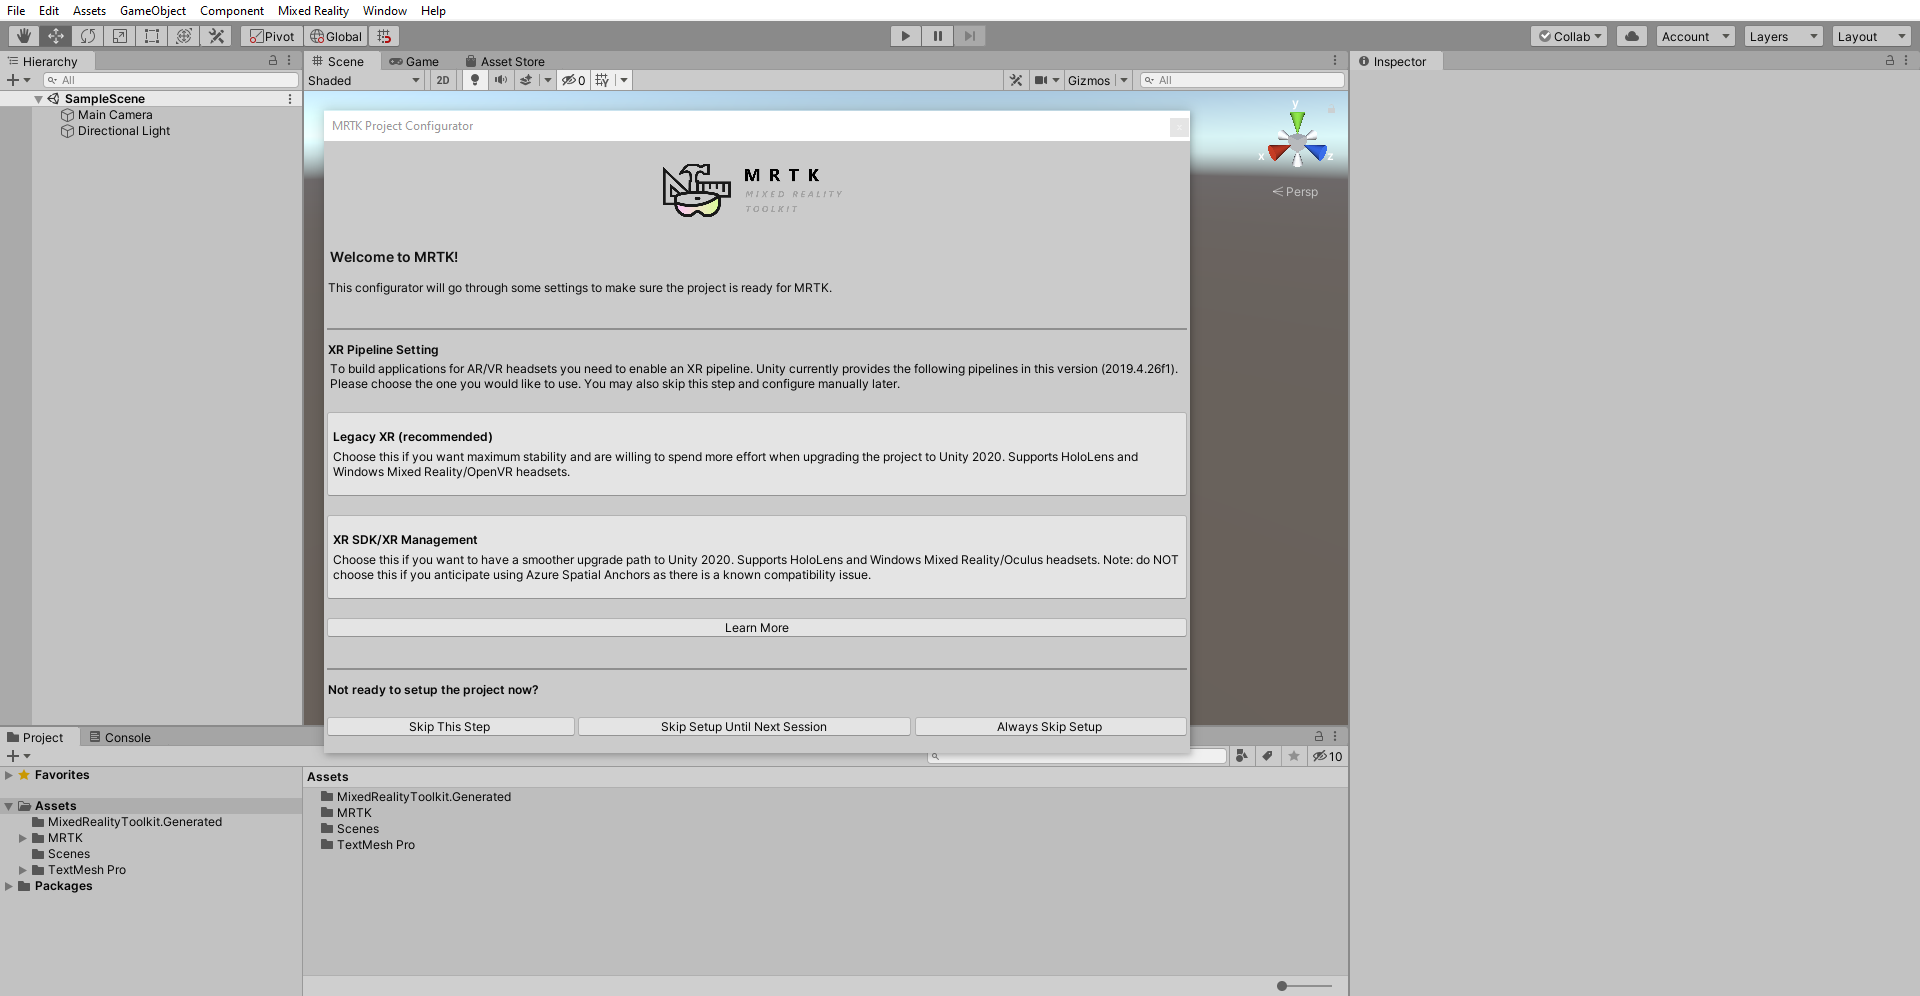 File Edit Assets GameObject Component Mixed Reality Window Help
Pivot Global Collab Account Layers Layout
Hierarchy
All
SampleScene
Main Camera
Directional Light
Scene Game Asset Store
Shaded 2D 0 Gizmos All
y
x z
Persp
Inspector
MRTK Project Configurator
MRTK
MIXED REALITY
TOOLKIT
Welcome to MRTK!
This configurator will go through some settings to make sure the project is ready for MRTK.
XR Pipeline Setting
To build applications for AR/VR headsets you need to enable an XR pipeline. Unity currently provides the following pipelines in this version (2019.4.26f1).
Please choose the one you would like to use. You may also skip this step and configure manually later.
Legacy XR (recommended)
Choose this if you want maximum stability and are willing to spend more effort when upgrading the project to Unity 2020. Supports HoloLens and
Windows Mixed Reality/OpenVR headsets.
XR SDK/XR Management
Choose this if you want to have a smoother upgrade path to Unity 2020. Supports HoloLens and Windows Mixed Reality/Oculus headsets. Note: do NOT
choose this if you anticipate using Azure Spatial Anchors as there is a known compatibility issue.
Learn More
Not ready to setup the project now?
Skip This Step Skip Setup Until Next Session Always Skip Setup
Project Console
10
Favorites
Assets
MixedRealityToolkit.Generated
MRTK
Scenes
TextMesh Pro
Packages
Assets
MixedRealityToolkit.Generated
MRTK
Scenes
TextMesh Pro